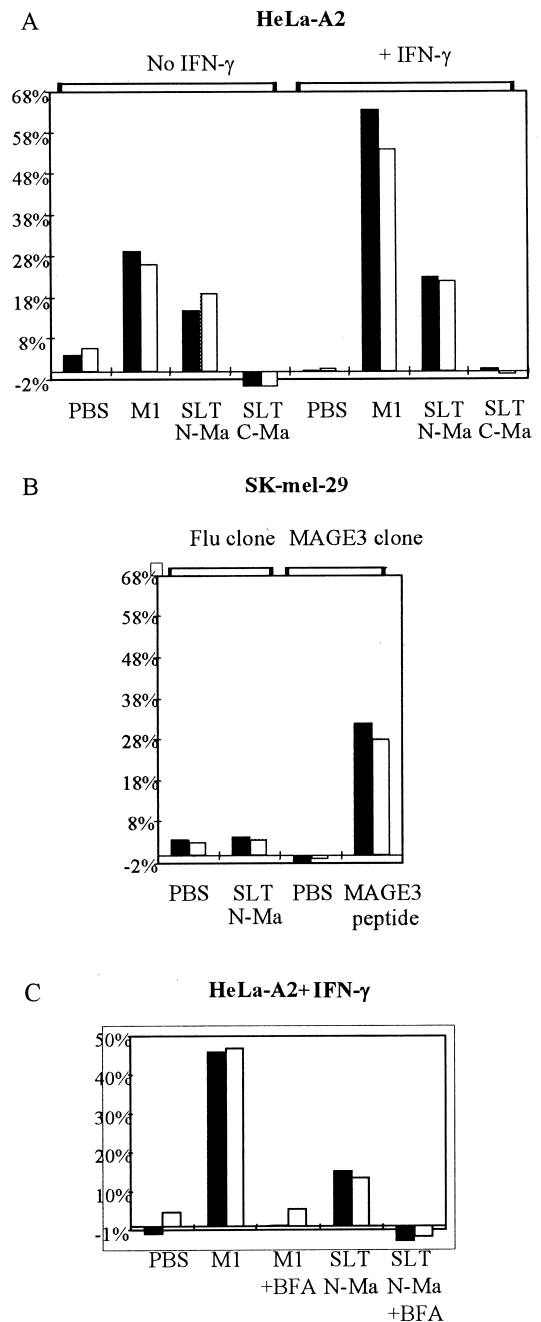 A
HeLa-A2
No IFN-γ
+ IFN-γ
68%
58%
48%
38%
28%
18%
8%
-2%
PBS M1 SLT SLT PBS M1 SLT SLT
N-Ma C-Ma N-Ma C-Ma
B
SK-mel-29
Flu clone MAGE3 clone
68%
58%
48%
38%
28%
18%
8%
-2%
PBS SLT PBS MAGE3
N-Ma peptide
C
HeLa-A2+IFN-γ
50%
40%
30%
20%
10%
-1%
PBS M1 M1 SLT SLT
+BFA N-Ma N-Ma
+BFA